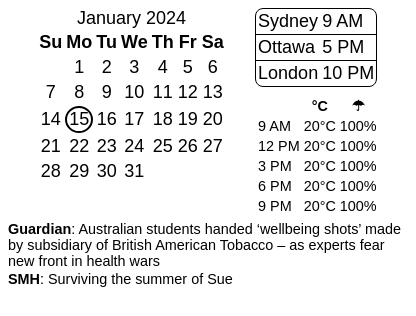 January 2024
Su Mo Tu We Th Fr Sa
1 2 3 4 5 6
7 8 9 10 11 12 13
14 15 16 17 18 19 20
21 22 23 24 25 26 27
28 29 30 31
Sydney 9 AM
Ottawa 5 PM
London 10 PM
°C ☂
9 AM 20°C 100%
12 PM 20°C 100%
3 PM 20°C 100%
6 PM 20°C 100%
9 PM 20°C 100%
Guardian: Australian students handed ‘wellbeing shots’ made
by subsidiary of British American Tobacco – as experts fear
new front in health wars
SMH: Surviving the summer of Sue